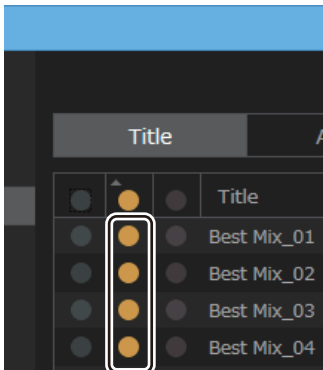 Title
A
Title
Best Mix_01
Best Mix_02
Best Mix_03
Best Mix_04